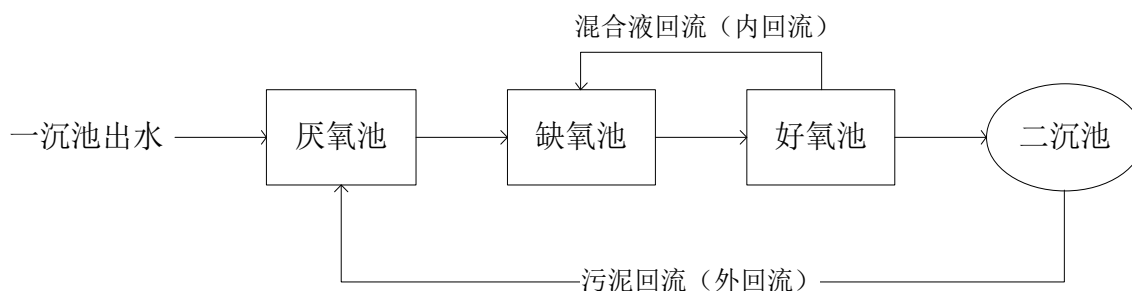 混合液回流（内回流）
一沉池出水
厌氧池
缺氧池
好氧池
二沉池
污泥回流（外回流）